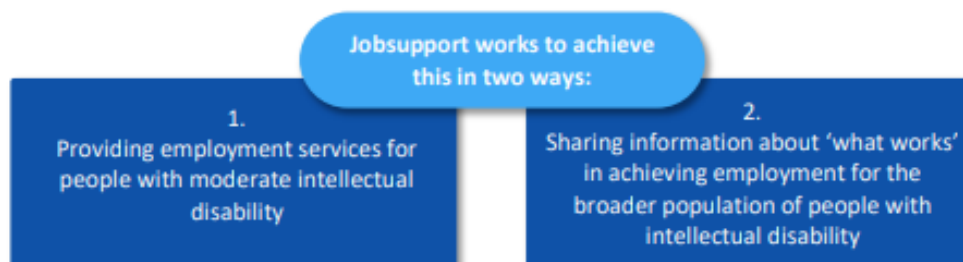 Jobsupport works to achieve
this in two ways:
1.
Providing employment services for
people with moderate intellectual
disability
2.
Sharing information about ‘what works’
in achieving employment for the
broader population of people with
intellectual disability